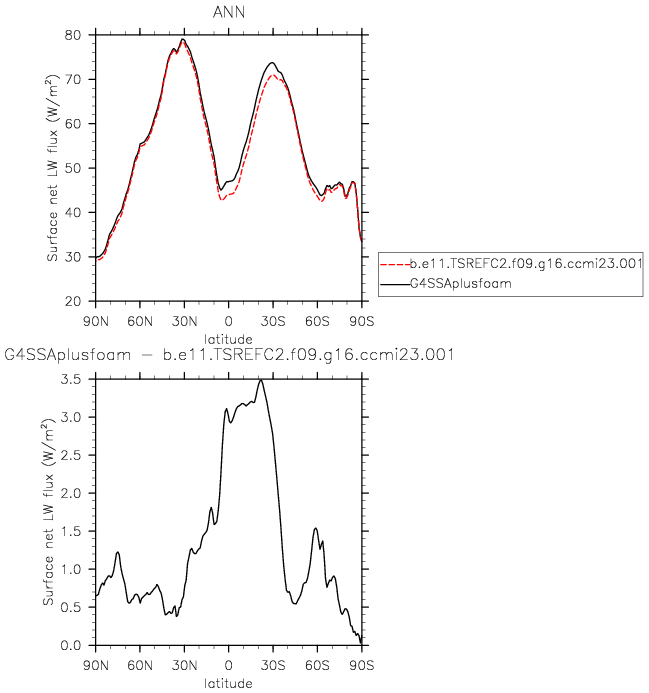 ANN
80
70
60
50
40
30
20
Surface net LW flux (W/m²)
90N 60N 30N 0 30S 60S 90S
latitude
b.e11.TSREFC2.f09.g16.ccmi23.001
G4SSAplusfoam
G4SSAplusfoam - b.e11.TSREFC2.f09.g16.ccmi23.001
3.5
3.0
2.5
2.0
1.5
1.0
0.5
0.0
Surface net LW flux (W/m²)
90N 60N 30N 0 30S 60S 90S
latitude